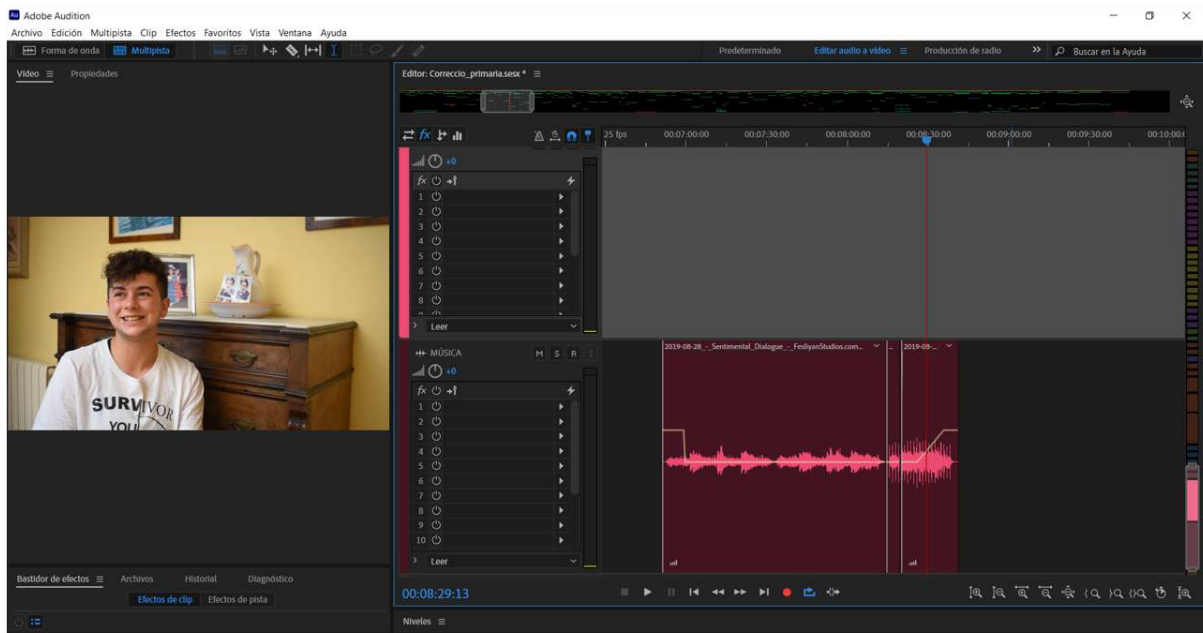 Adobe Audition
Archivo Edición Multipista Clip Efectos Favoritos Vista Ventana Ayuda
Forma de onda Multipista Predeterminado Editar audio a vídeo Producción de radio Buscar en la Ayuda
Vídeo Propiedades
Editor: Correccio_primaria.sesx *
25 fps 00:07:00:00 00:07:30:00 00:08:00:00 00:08:30:00 00:09:00:00 00:09:30:00 00:10:00:
+0
fx
1
2
3
4
5
6
7
8
Leer
MÚSICA M S R I
2019-08-28_-_Sentimental_Dialogue_-_FesliyanStudios.com... 2019-08-...
+0
fx
1
2
3
4
5
6
7
8
9
10
Leer
SURVIVOR
YOU
Bastidor de efectos Archivos Historial Diagnóstico
Efectos de clip Efectos de pista
00:08:29:13
Niveles